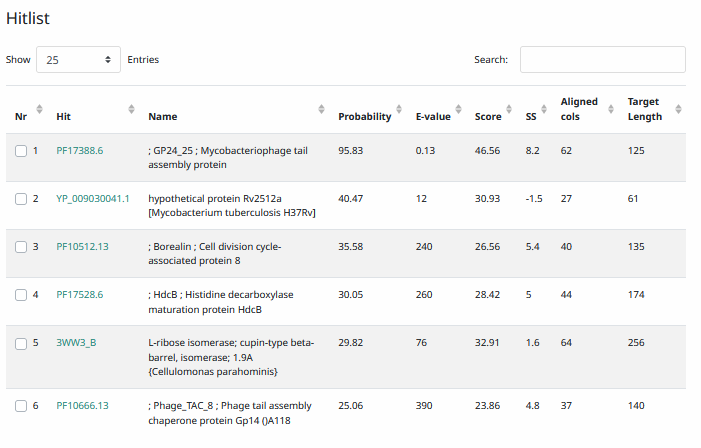 Hitlist
Show 25 Entries Search:
Nr Hit Name Probability E-value Score SS Aligned cols Target Length
1 PF17388.6 ; GP24_25 ; Mycobacteriophage tail 95.83 0.13 46.56 8.2 62 125
assembly protein
2 YP_009030041.1 hypothetical protein Rv2512a 40.47 12 30.93 -1.5 27 61
[Mycobacterium tuberculosis H37Rv]
3 PF10512.13 ; Borealin ; Cell division cycle- 35.58 240 26.56 5.4 40 135
associated protein 8
4 PF17528.6 ; HdcB ; Histidine decarboxylase 30.05 260 28.42 5 44 174
maturation protein HdcB
5 3WW3_B L-ribose isomerase; cupin-type beta- 29.82 76 32.91 1.6 64 256
barrel, isomerase; 1.9A
{Cellulomonas parahominis}
6 PF10666.13 ; Phage_TAC_8 ; Phage tail assembly 25.06 390 23.86 4.8 37 140
chaperone protein Gp14 ()A118